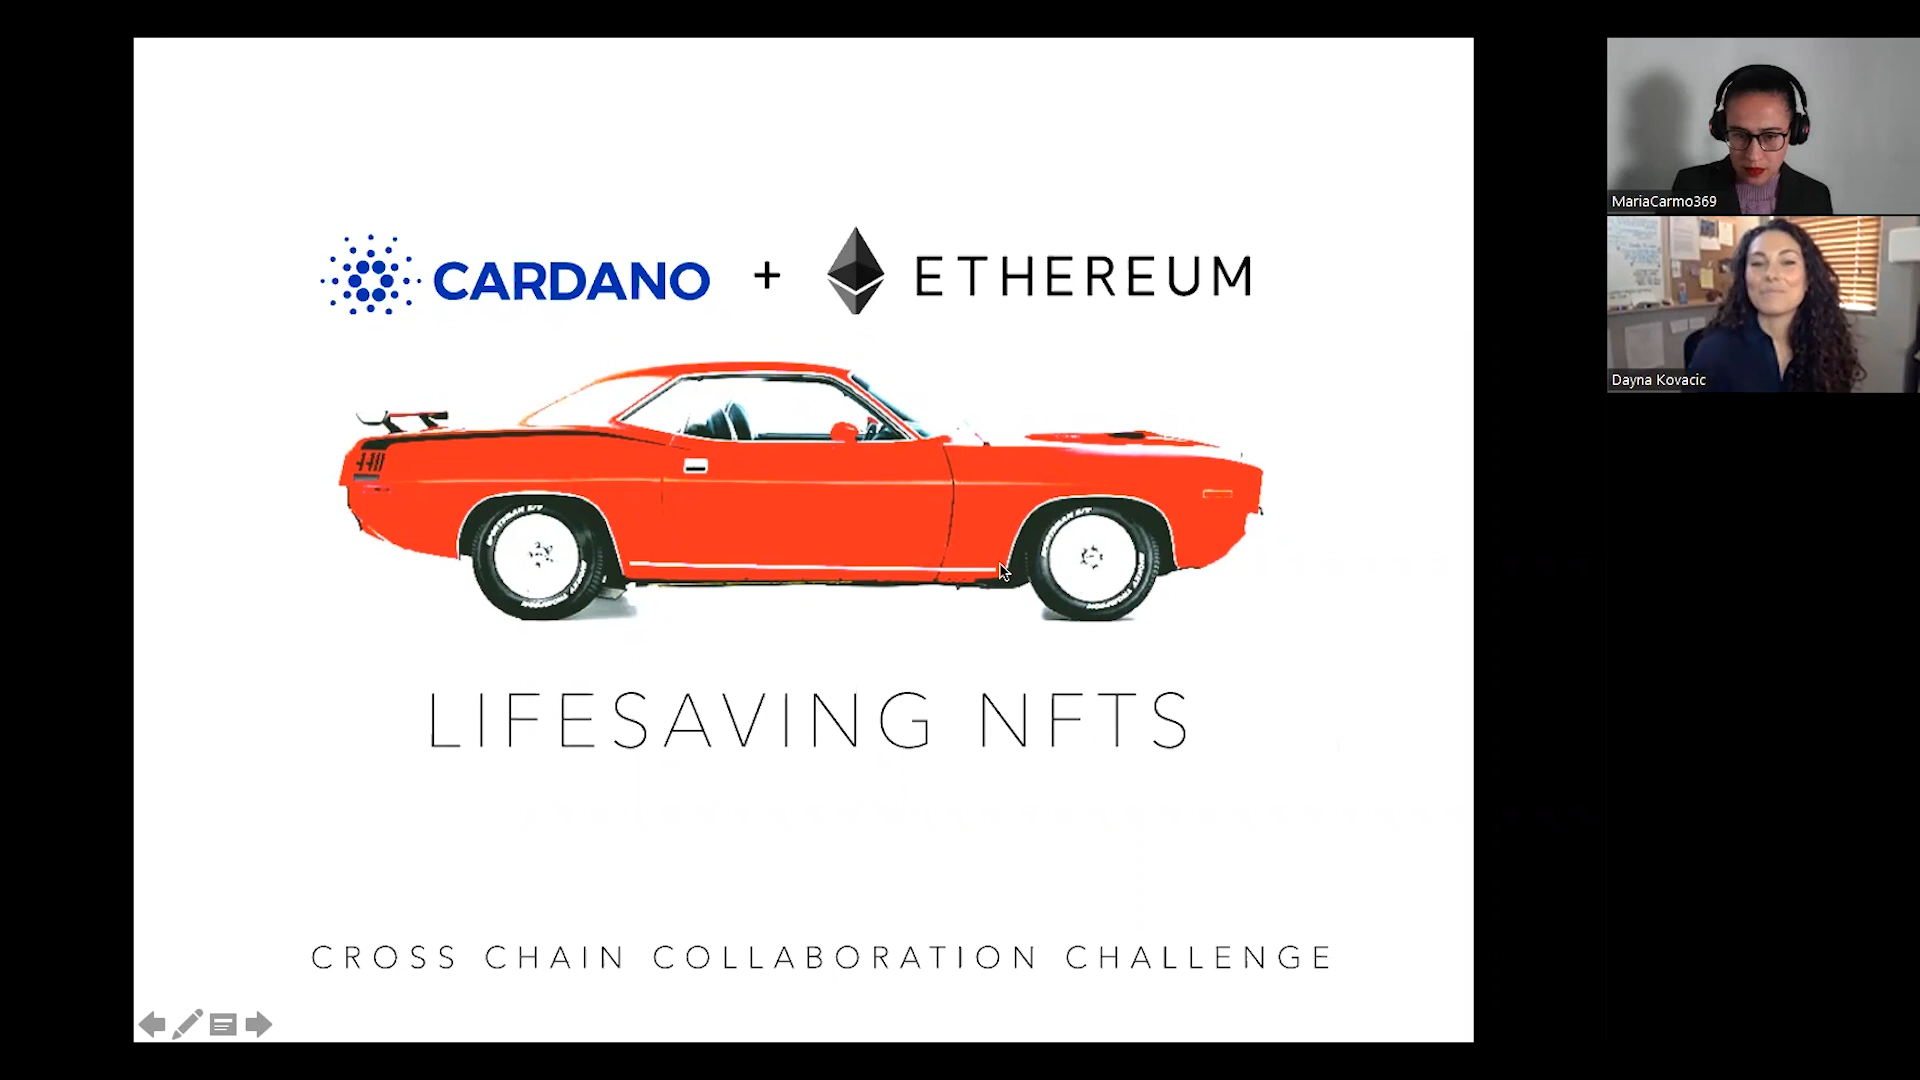 CARDANO + ETHEREUM
LIFESAVING NFTS
CROSS CHAIN COLLABORATION CHALLENGE
MariaCarmo369
Dayna Kovacic